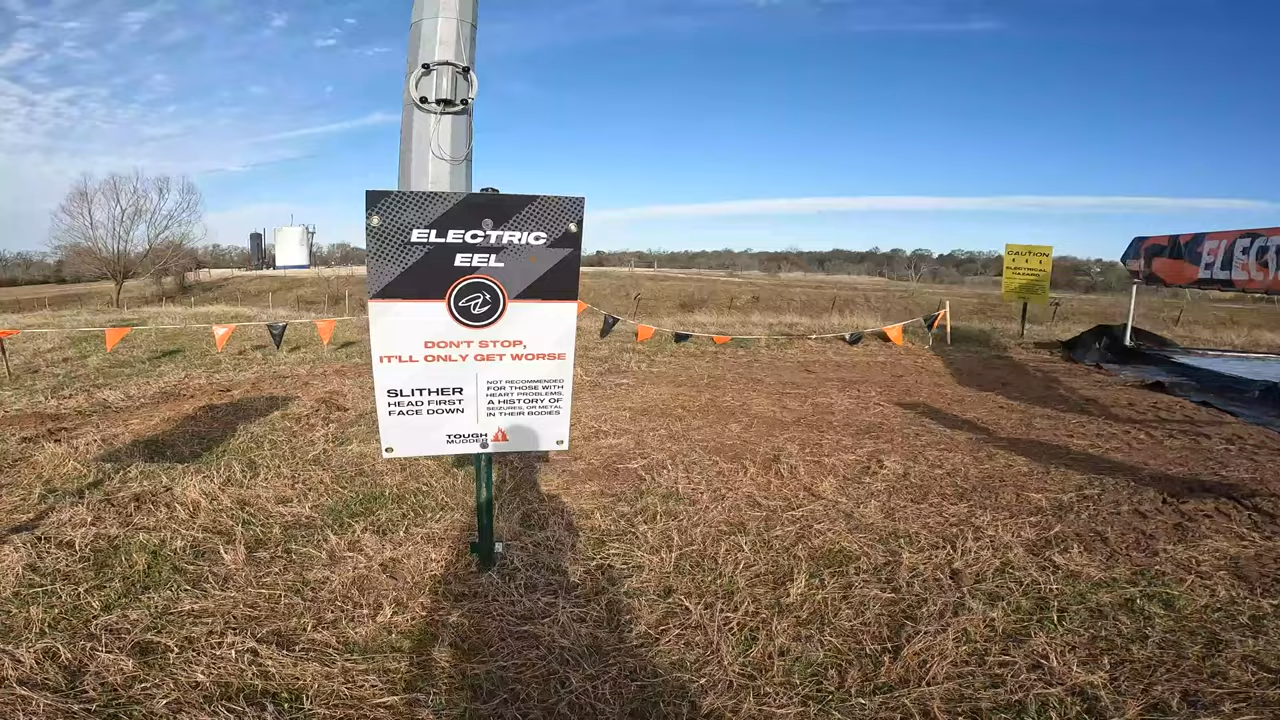 ELECTRIC
EEL
DON'T STOP,
IT'LL ONLY GET WORSE
SLITHER
HEAD FIRST
FACE DOWN
NOT RECOMMENDED
FOR THOSE WITH
HEART PROBLEMS,
A HISTORY OF
SEIZURES, OR METAL
IN THEIR BODIES
TOUGH
MUDDER
CAUTION
ELECTRICAL
HAZARD
ELECT